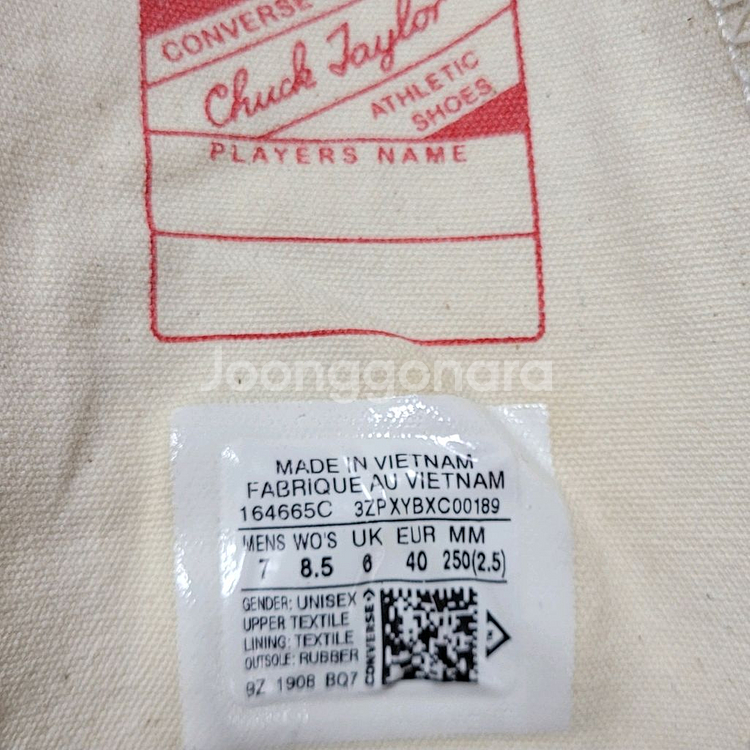 CONVERSE
Chuck Taylor
ATHLETIC
SHOES
PLAYERS NAME
Joonggonara
MADE IN VIETNAM
FABRIQUE AU VIETNAM
164665C 3ZPXYBXC00189
MENS WO'S UK EUR MM
7 8.5 6 40 250(2.5)
GENDER: UNISEX
UPPER TEXTILE
LINING: TEXTILE
OUTSOLE: RUBBER
9Z 1908 BQ7
CONVERSE